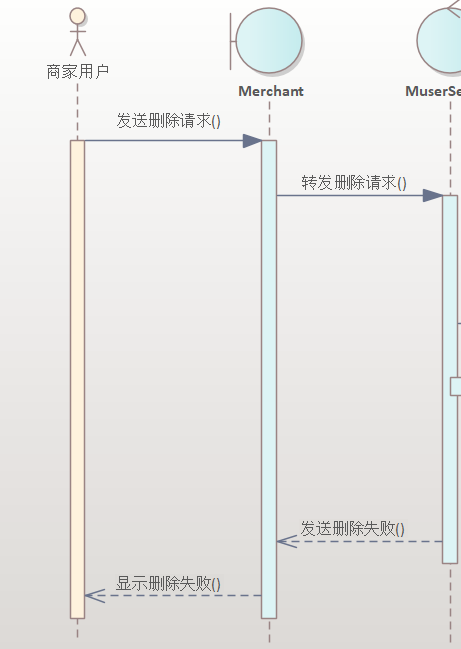 商家用户
Merchant
MuserSe
发送删除请求()
转发删除请求()
发送删除失败()
显示删除失败()